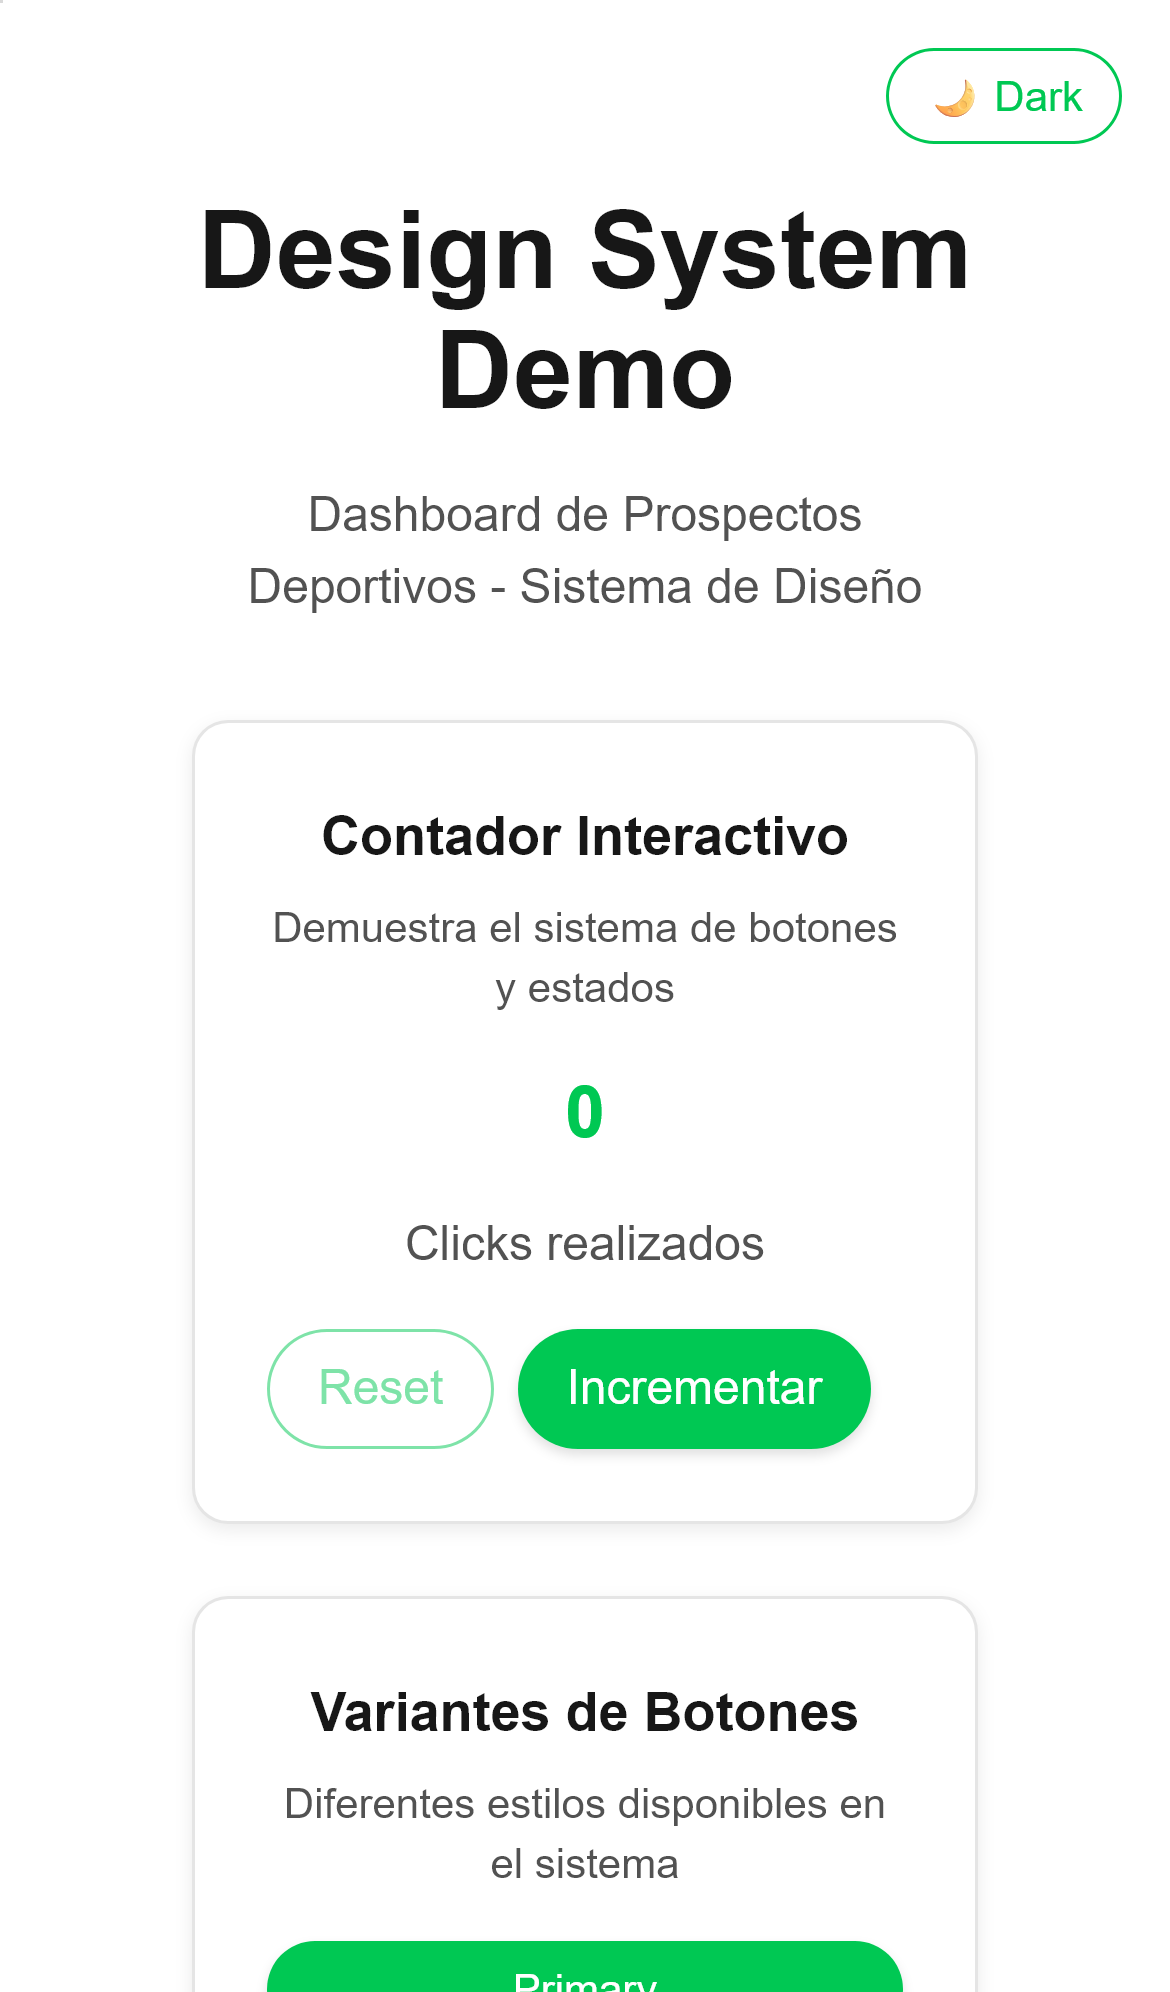 🌙 Dark
Design System
Demo
Dashboard de Prospectos
Deportivos - Sistema de Diseño
Contador Interactivo
Demuestra el sistema de botones
y estados
0
Clicks realizados
Reset
Incrementar
Variantes de Botones
Diferentes estilos disponibles en
el sistema
Primary